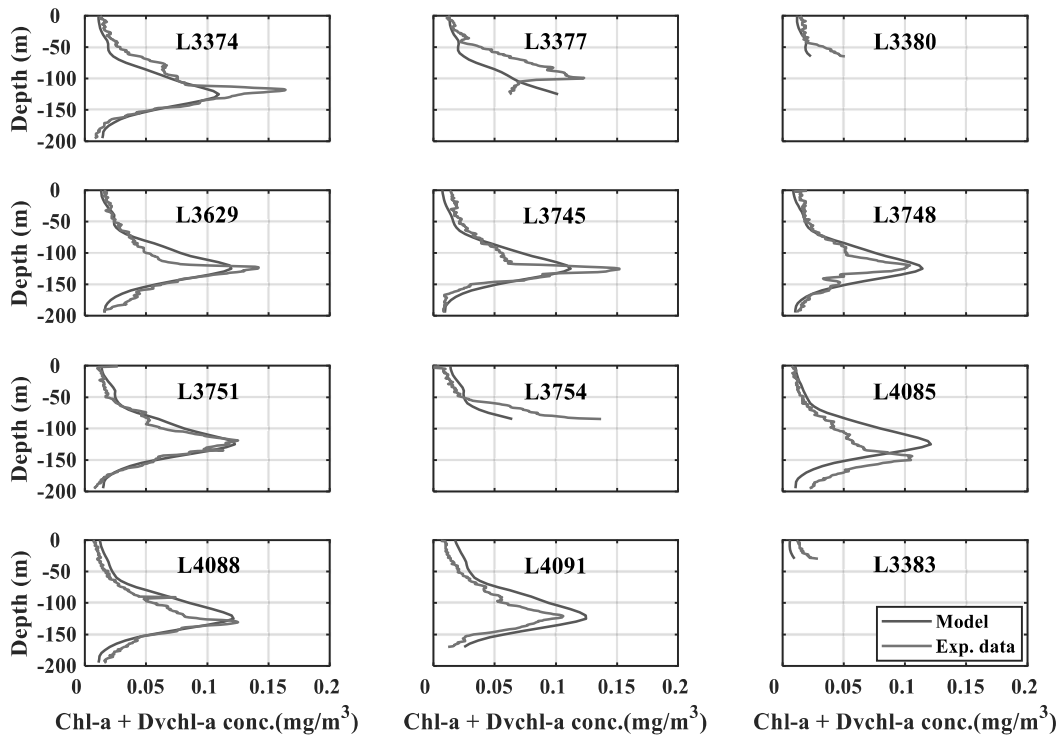 0
-50
-100
-150
-200
Depth (m)
L3374
L3377
L3380
0
-50
-100
-150
-200
Depth (m)
L3629
L3745
L3748
0
-50
-100
-150
-200
Depth (m)
L3751
L3754
L4085
0
-50
-100
-150
-200
Depth (m)
L4088
L4091
L3383
Model
Exp. data
0 0.05 0.1 0.15 0.2
0 0.05 0.1 0.15 0.2
0 0.05 0.1 0.15 0.2
Chl-a + Dvchl-a conc.(mg/m³)
Chl-a + Dvchl-a conc.(mg/m³)
Chl-a + Dvchl-a conc.(mg/m³)